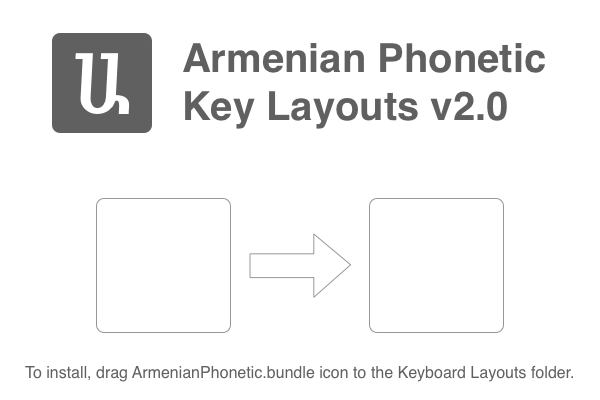 Ա
Armenian Phonetic
Key Layouts v2.0
To install, drag ArmenianPhonetic.bundle icon to the Keyboard Layouts folder.